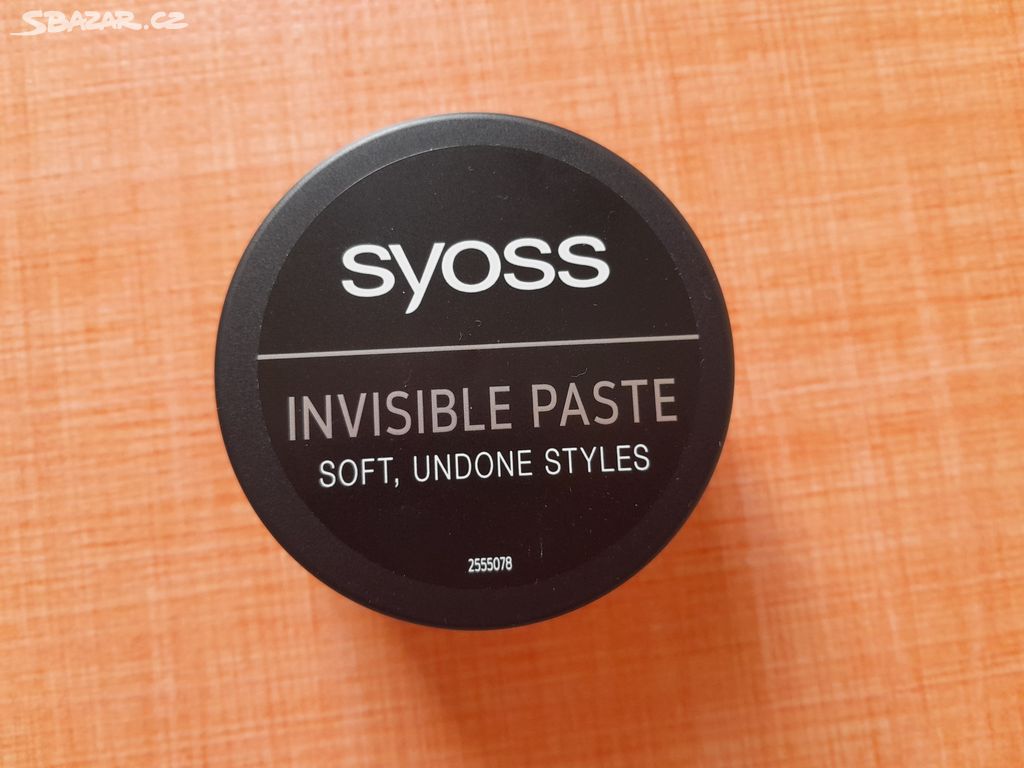 SBAZAR.CZ
syoss
INVISIBLE PASTE
SOFT, UNDONE STYLES
2555078